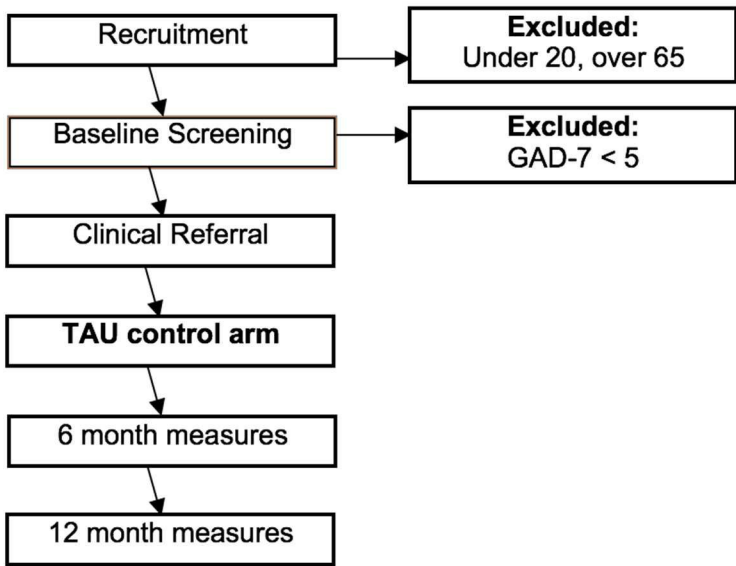 Recruitment
Excluded:
Under 20, over 65
Baseline Screening
Excluded:
GAD-7 < 5
Clinical Referral
TAU control arm
6 month measures
12 month measures